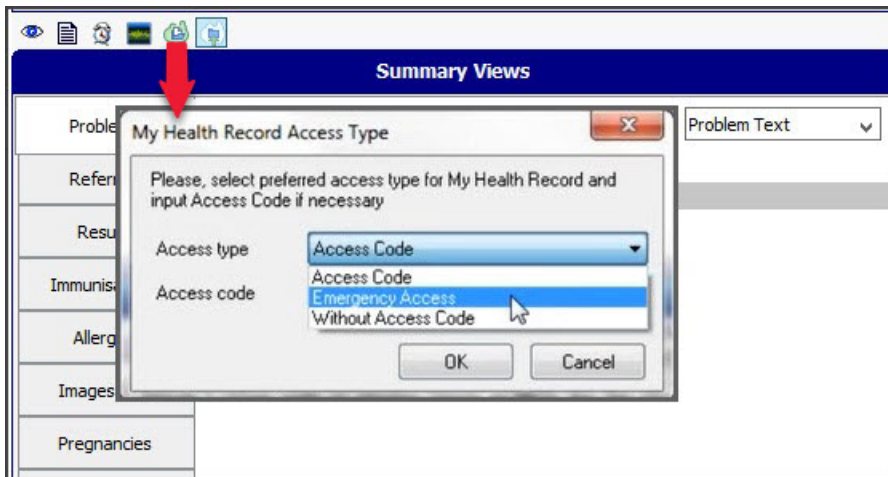 Summary Views
My Health Record Access Type
Problem Text
Please, select preferred access type for My Health Record and
input Access Code if necessary
Access type Access Code
Access Code
Access code Emergency Access
Without Access Code
OK Cancel
Proble
Referr
Resu
Immunisa
Allerg
Images
Pregnancies